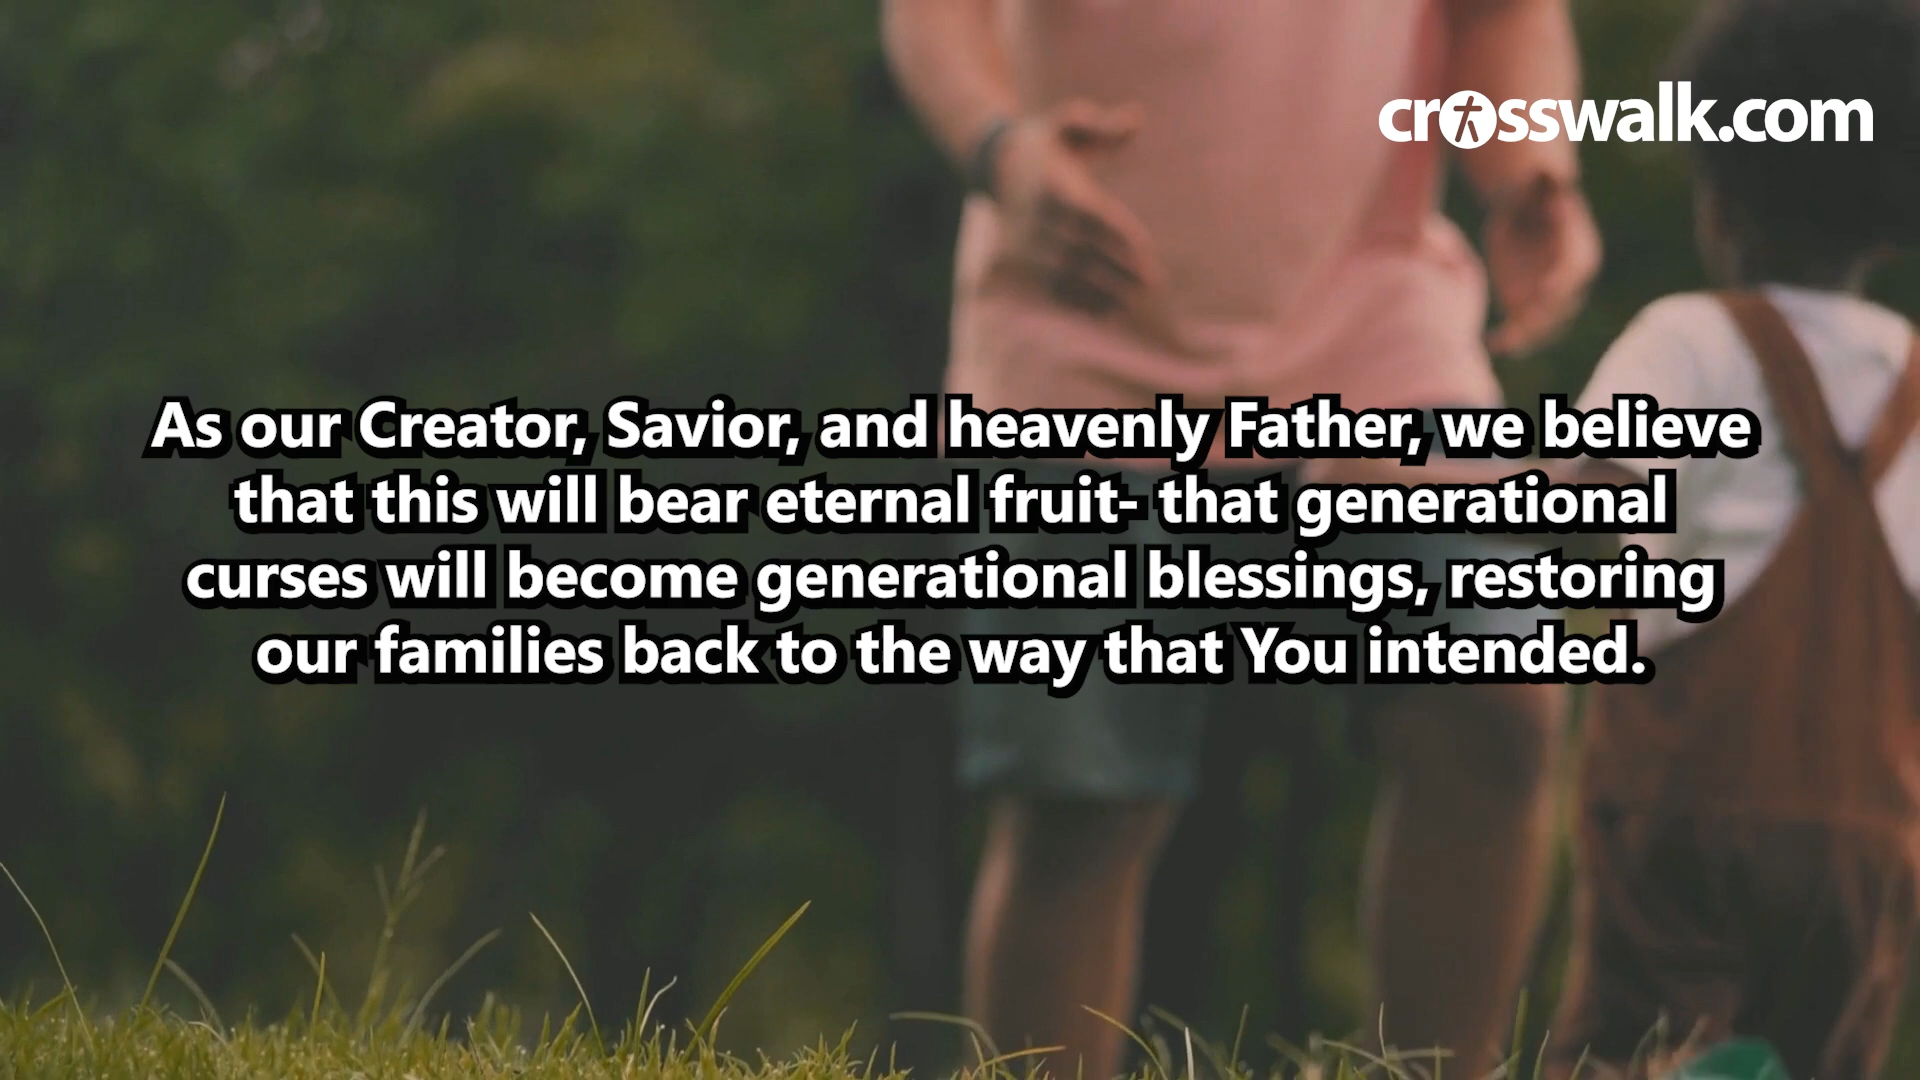 crosswalk.com
As our Creator, Savior, and heavenly Father, we believe
that this will bear eternal fruit- that generational
curses will become generational blessings, restoring
our families back to the way that You intended.